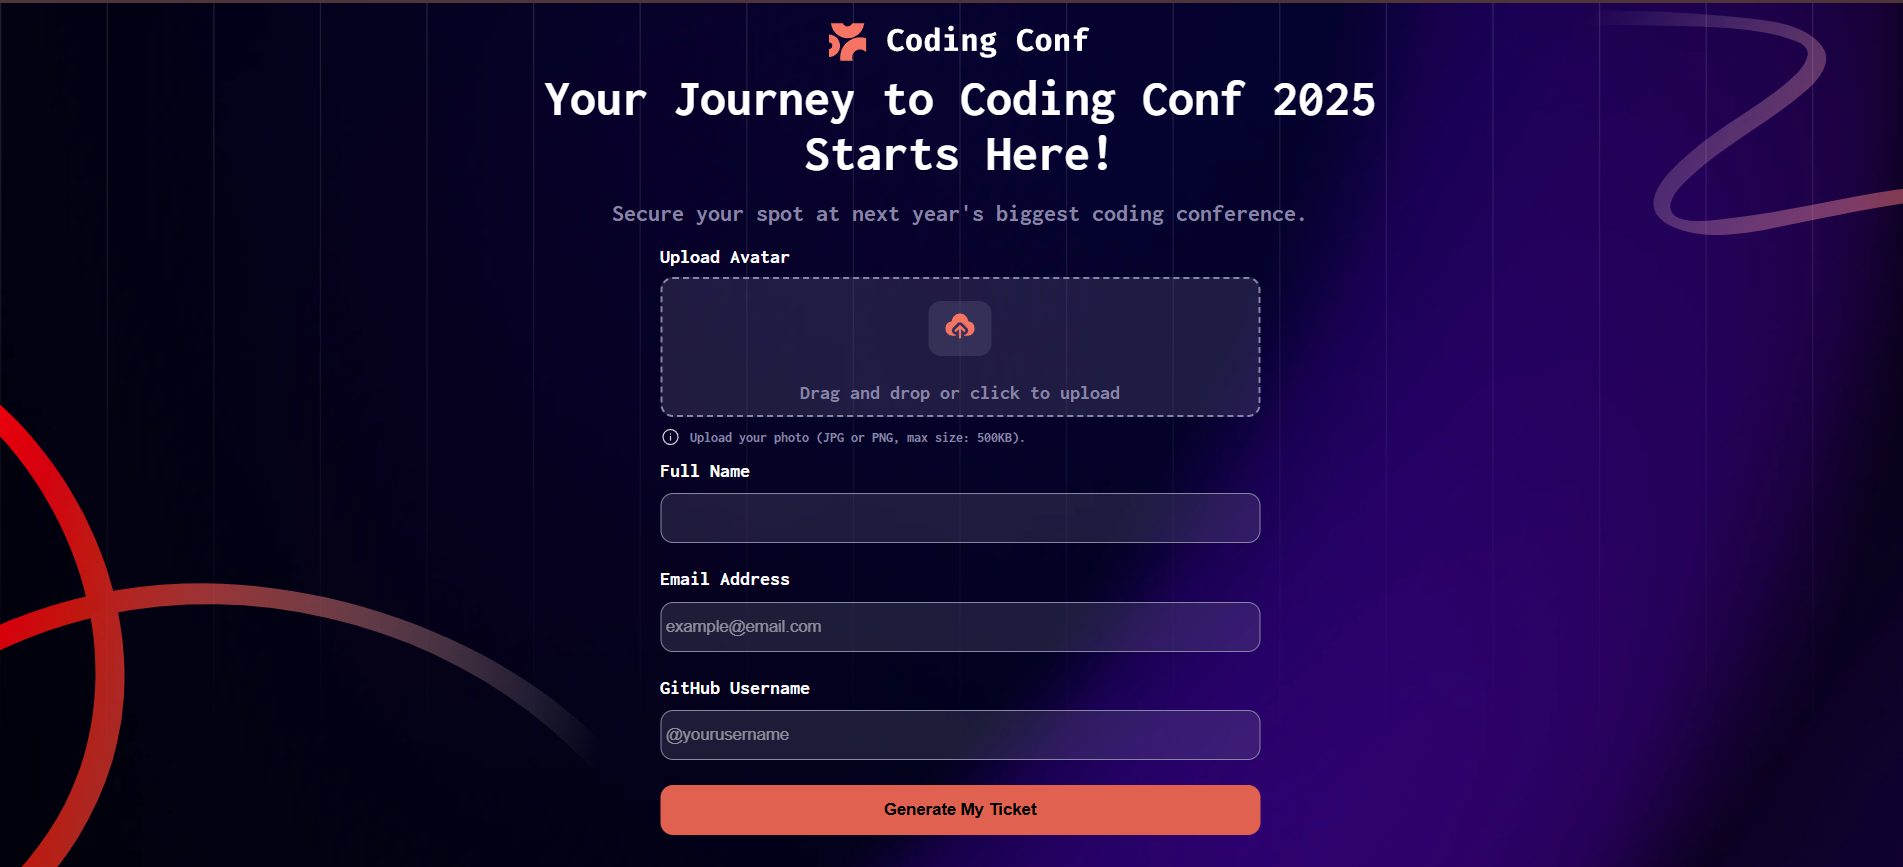 Coding Conf
Your Journey to Coding Conf 2025
Starts Here!
Secure your spot at next year's biggest coding conference.
Upload Avatar
Drag and drop or click to upload
Upload your photo (JPG or PNG, max size: 500KB).
Full Name
Email Address
example@email.com
GitHub Username
@yourusername
Generate My Ticket